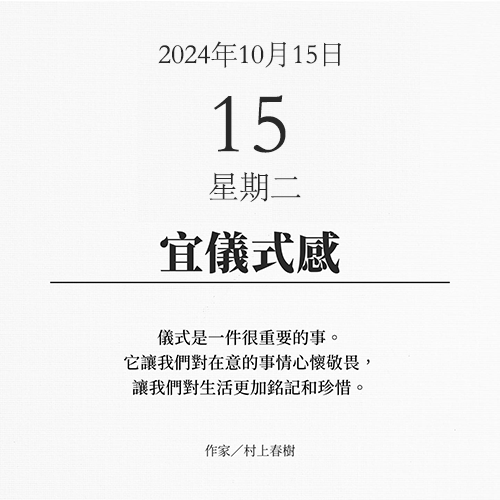 2024年10月15日
15
星期二
宜儀式感
儀式是一件很重要的事。
它讓我們對在意的事情心懷敬畏，
讓我們對生活更加銘記和珍惜。
作家／村上春樹